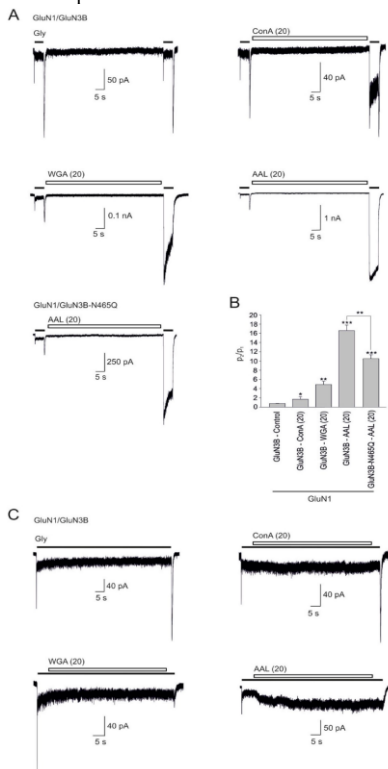 A
GluN1/GluN3B
Gly
50 pA
5 s
ConA (20)
40 pA
5 s
WGA (20)
0.1 nA
5 s
AAL (20)
1 nA
5 s
GluN1/GluN3B-N465Q
AAL (20)
250 pA
5 s
B
p₂/p₁
20
18
16
14
12
10
8
6
4
2
0
*
**
***
**
***
GluN3B - Control
GluN3B - ConA (20)
GluN3B - WGA (20)
GluN3B - AAL (20)
GluN3B-N465Q - AAL (20)
GluN1
C
GluN1/GluN3B
Gly
40 pA
5 s
ConA (20)
40 pA
5 s
WGA (20)
40 pA
5 s
AAL (20)
50 pA
5 s